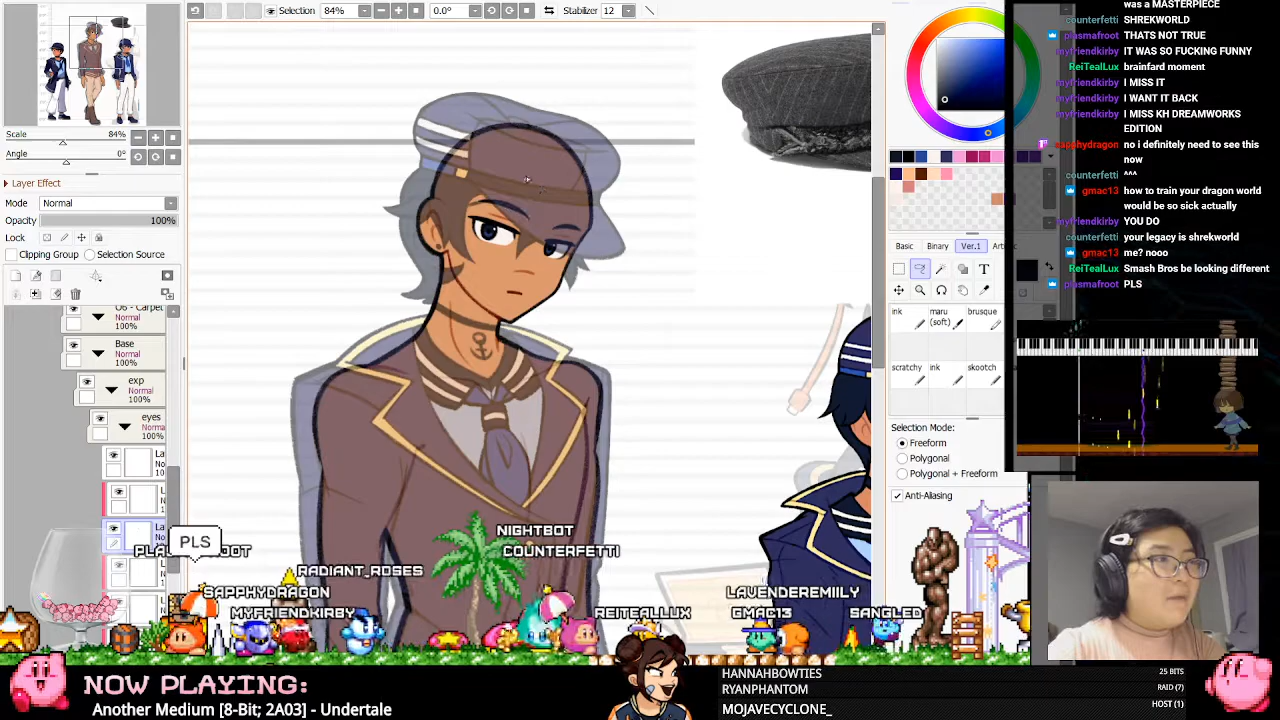 Selection
84%
0.0°
Stabilizer
12
Scale
84%
Angle
0°
Layer Effect
Mode
Normal
Opacity
100%
Lock
Clipping Group
Selection Source
Normal
100%
Base
Normal
100%
exp
Normal
100%
eyes
Normal
100%
Basic
Binary
Ver.1
ink
maru
(soft)
brusque
scratchy
ink
skootch
Selection Mode:
Freeform
Polygonal
Polygonal + Freeform
Anti-Aliasing
was a MASTERPIECE
counterfetti SHREKWORLD
plasmafroot THATS NOT TRUE
myfriendkirby IT WAS SO FUCKING FUNNY
ReiTealLux brainfard moment
myfriendkirby I MISS IT
myfriendkirby I WANT IT BACK
myfriendkirby I MISS KH DREAMWORKS
EDITION
sapphydragon no i definitely need to see this
now
counterfetti ^^^
gmac13 how to train your dragon world
would be so sick actually
myfriendkirby YOU DO
counterfetti your legacy is shrekworld
gmac13 me? nooo
ReiTealLux Smash Bros be looking different
plasmafroot PLS
PLS
NIGHTBOT
COUNTERFETTI
RADIANT_ROSES
SAPPHYDRAGON
MYFRIENDKIRBY
REITEALLUX
LAVENDEREMIILY
GMAC13
SANGLED
NOW PLAYING:
Another Medium [8-Bit; 2A03] - Undertale
HANNAHBOWTIES
RYANPHANTOM
MOJAVECYCLONE_
25 BITS
RAID (7)
HOST (1)